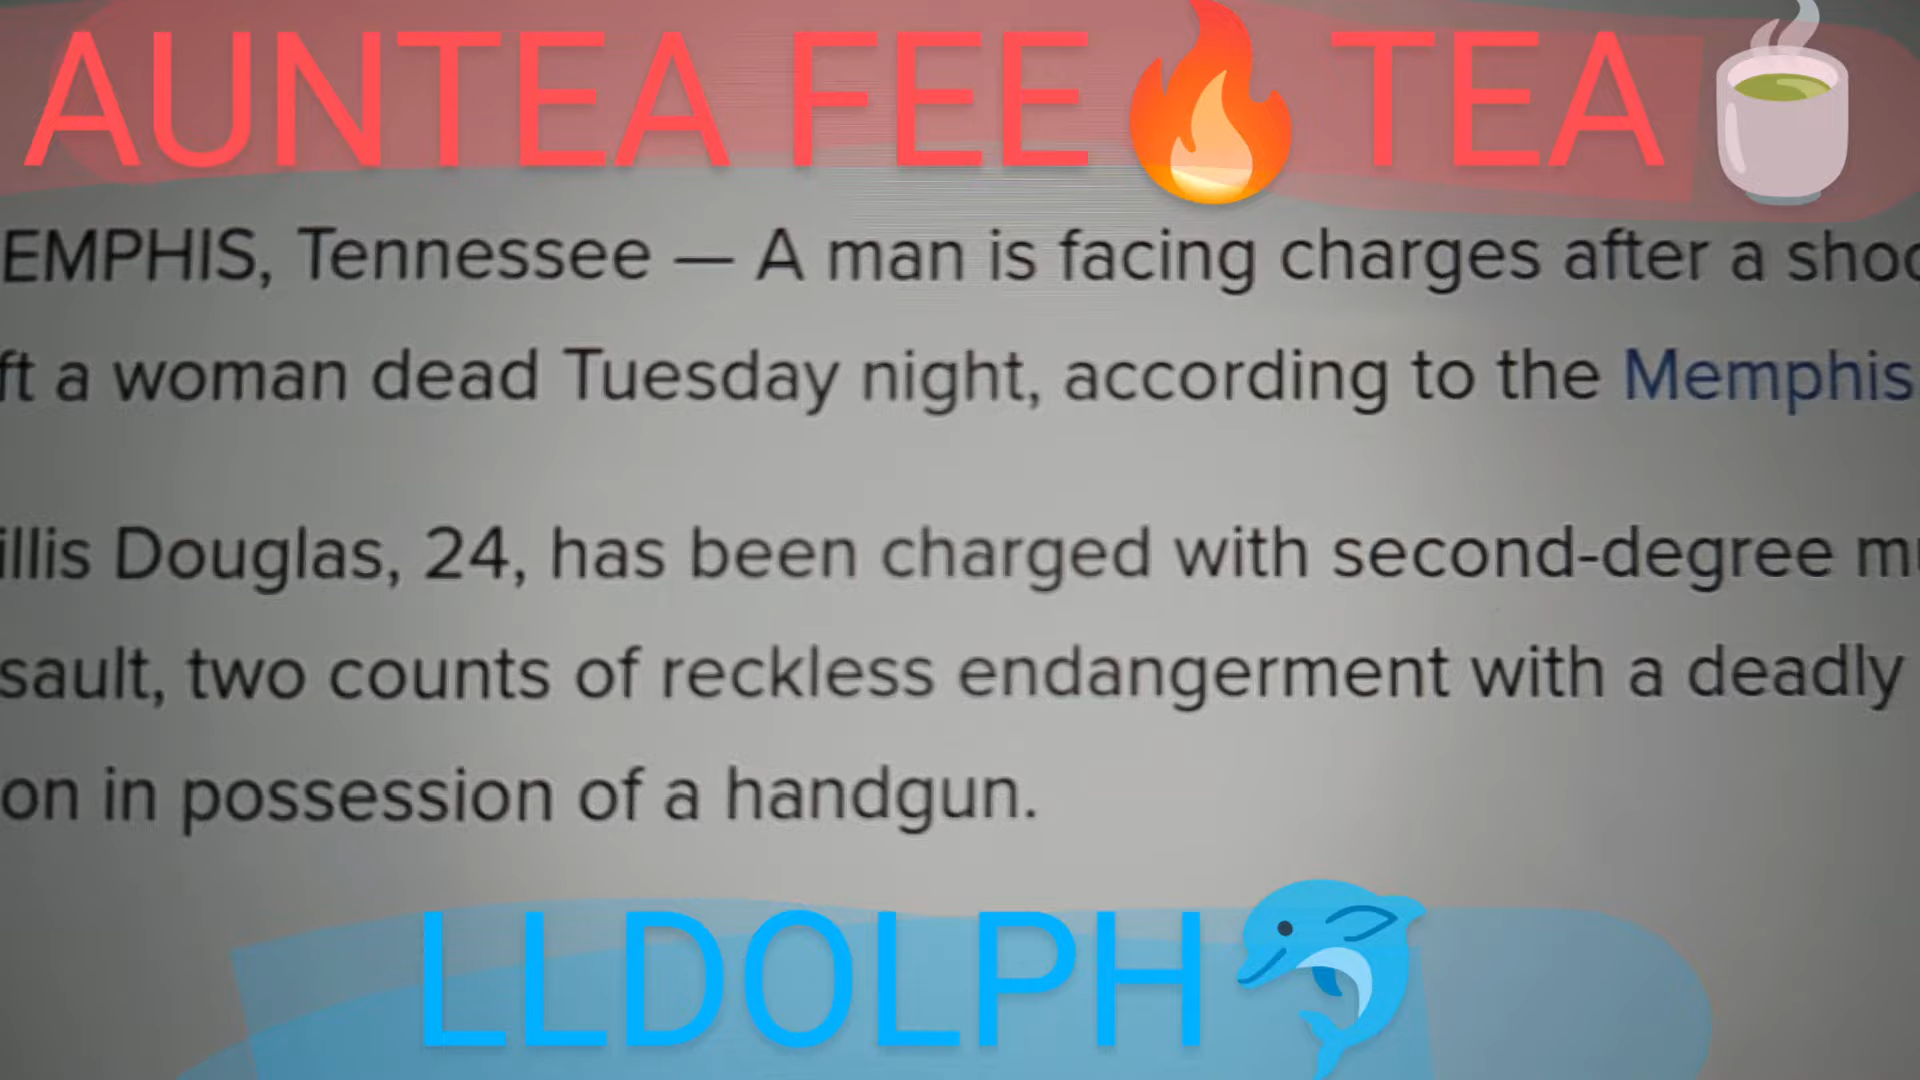 AUNTEA FEE🔥TEA🍵
EMPHIS, Tennessee — A man is facing charges after a shoo
ft a woman dead Tuesday night, according to the Memphis
illis Douglas, 24, has been charged with second-degree mu
sault, two counts of reckless endangerment with a deadly
on in possession of a handgun.
LLDOLPH🐬